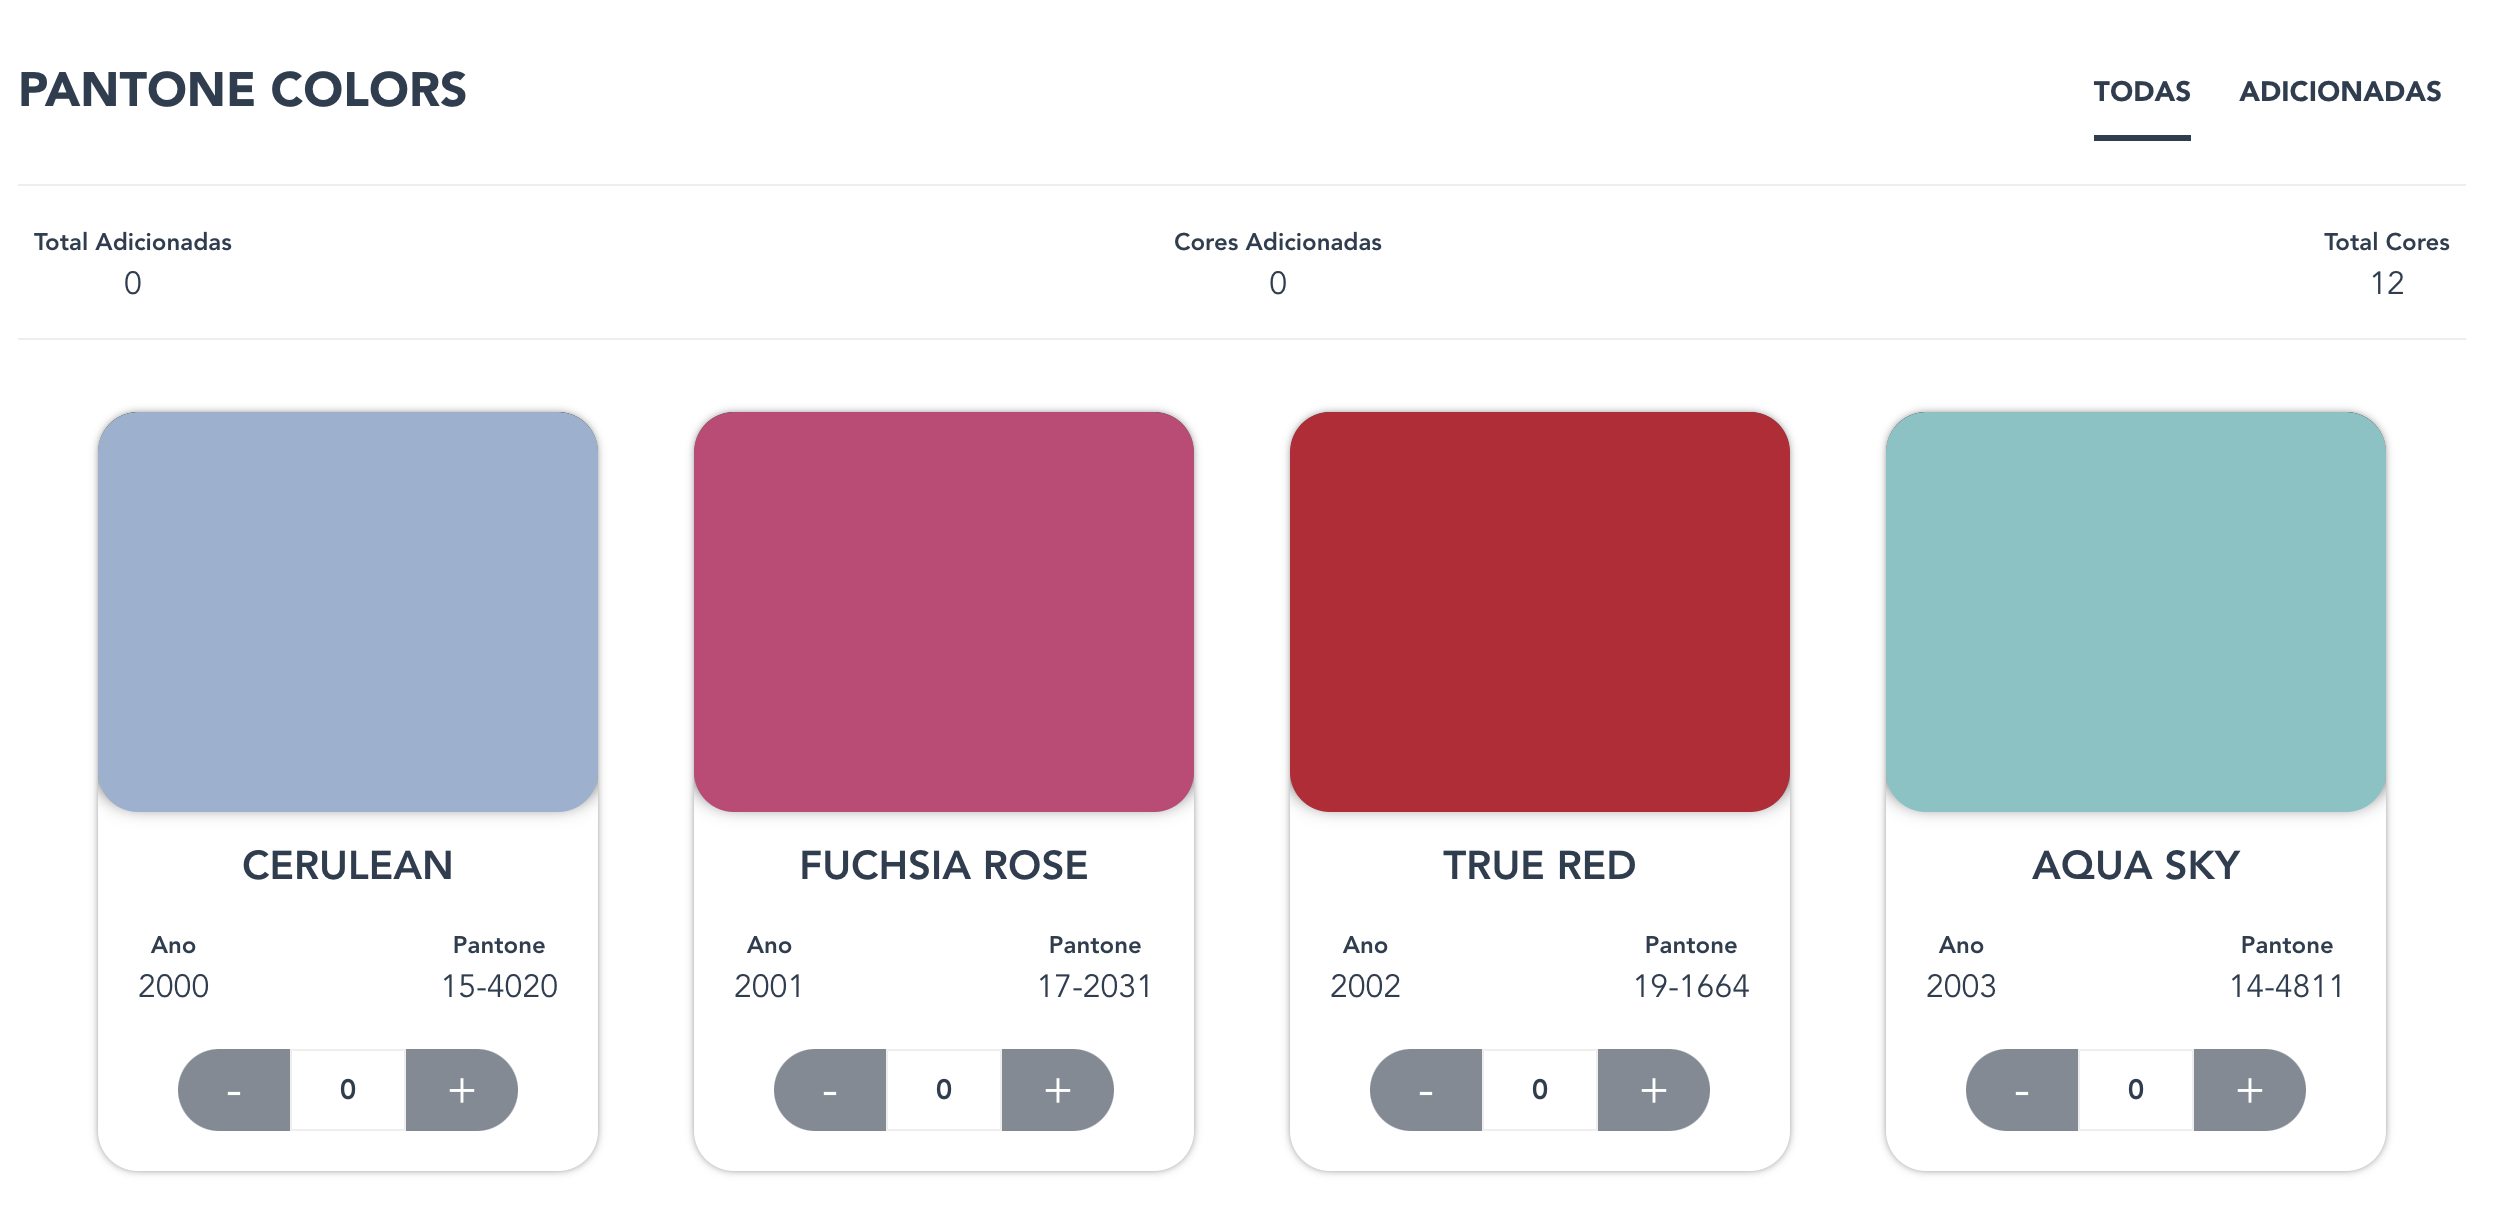 PANTONE COLORS
TODAS ADICIONADAS
Total Adicionadas
0
Cores Adicionadas
0
Total Cores
12
CERULEAN
Ano Pantone
2000 15-4020
- 0 +
FUCHSIA ROSE
Ano Pantone
2001 17-2031
- 0 +
TRUE RED
Ano Pantone
2002 19-1664
- 0 +
AQUA SKY
Ano Pantone
2003 14-4811
- 0 +